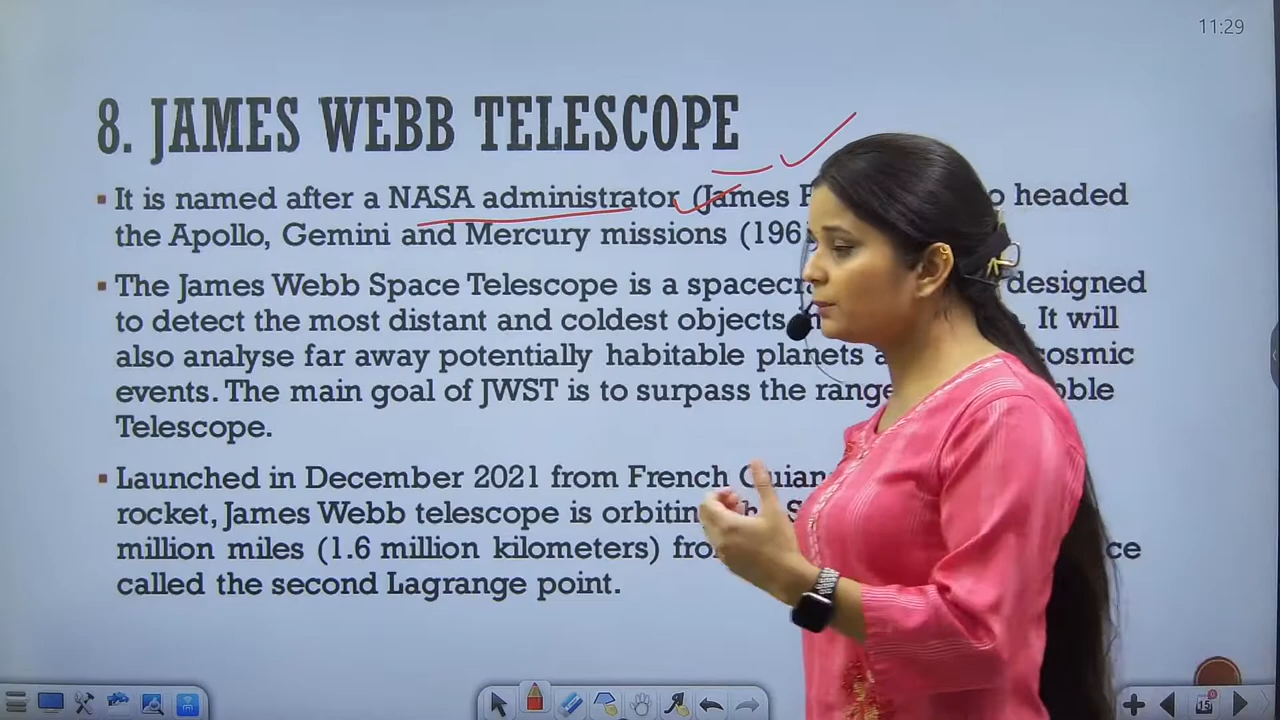 11:29
8. JAMES WEBB TELESCOPE
▪ It is named after a NASA administrator (James headed
the Apollo, Gemini and Mercury missions (196
▪ The James Webb Space Telescope is a designed
to detect the most distant and coldest objects It will
also analyse far away potentially habitable planets cosmic
events. The main goal of JWST is to surpass the range
Telescope.
▪ Launched in December 2021 from French
rocket, James Webb telescope is
million miles (1.6 million kilometers)
called the second Lagrange point.
15